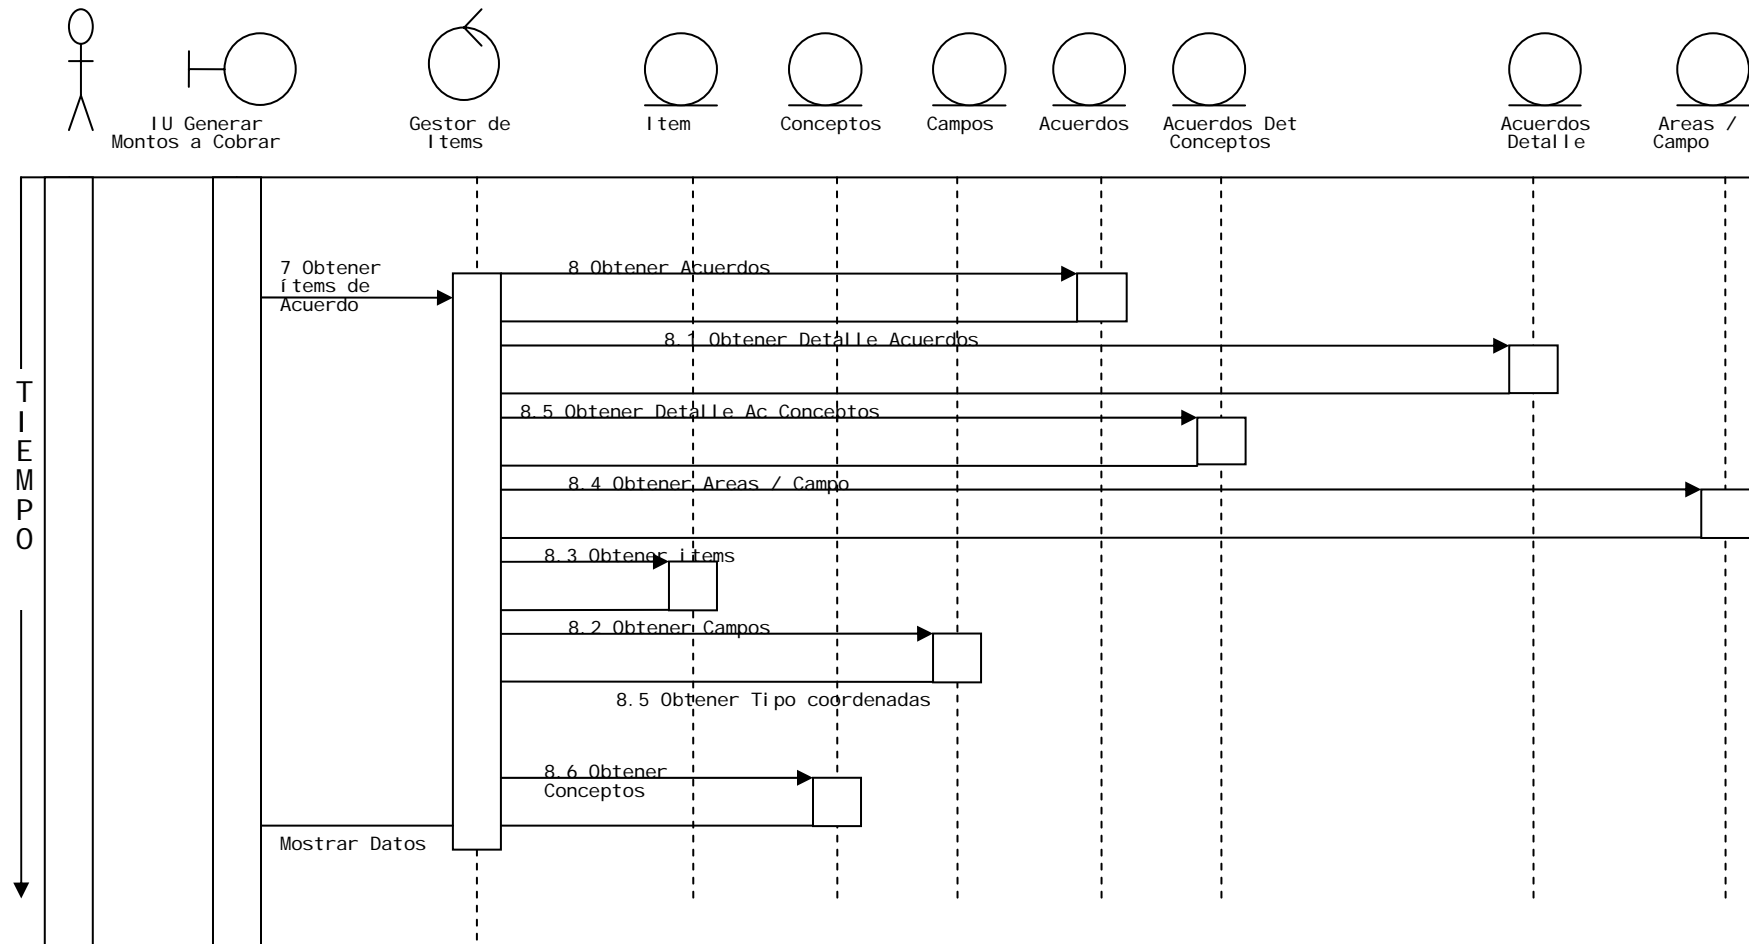 IU Generar
Montos a Cobrar
Gestor de
Items
Item
Conceptos
Campos
Acuerdos
Acuerdos Det
Conceptos
Acuerdos
Detalle
Areas /
Campo
7 Obtener
ítems de
Acuerdo
8 Obtener Acuerdos
8.1 Obtener Detalle Acuerdos
8.5 Obtener Detalle Ac Conceptos
8.4 Obtener Areas / Campo
8.3 Obtener items
8.2 Obtener Campos
8.5 Obtener Tipo coordenadas
8.6 Obtener
Conceptos
Mostrar Datos
TIEMPO